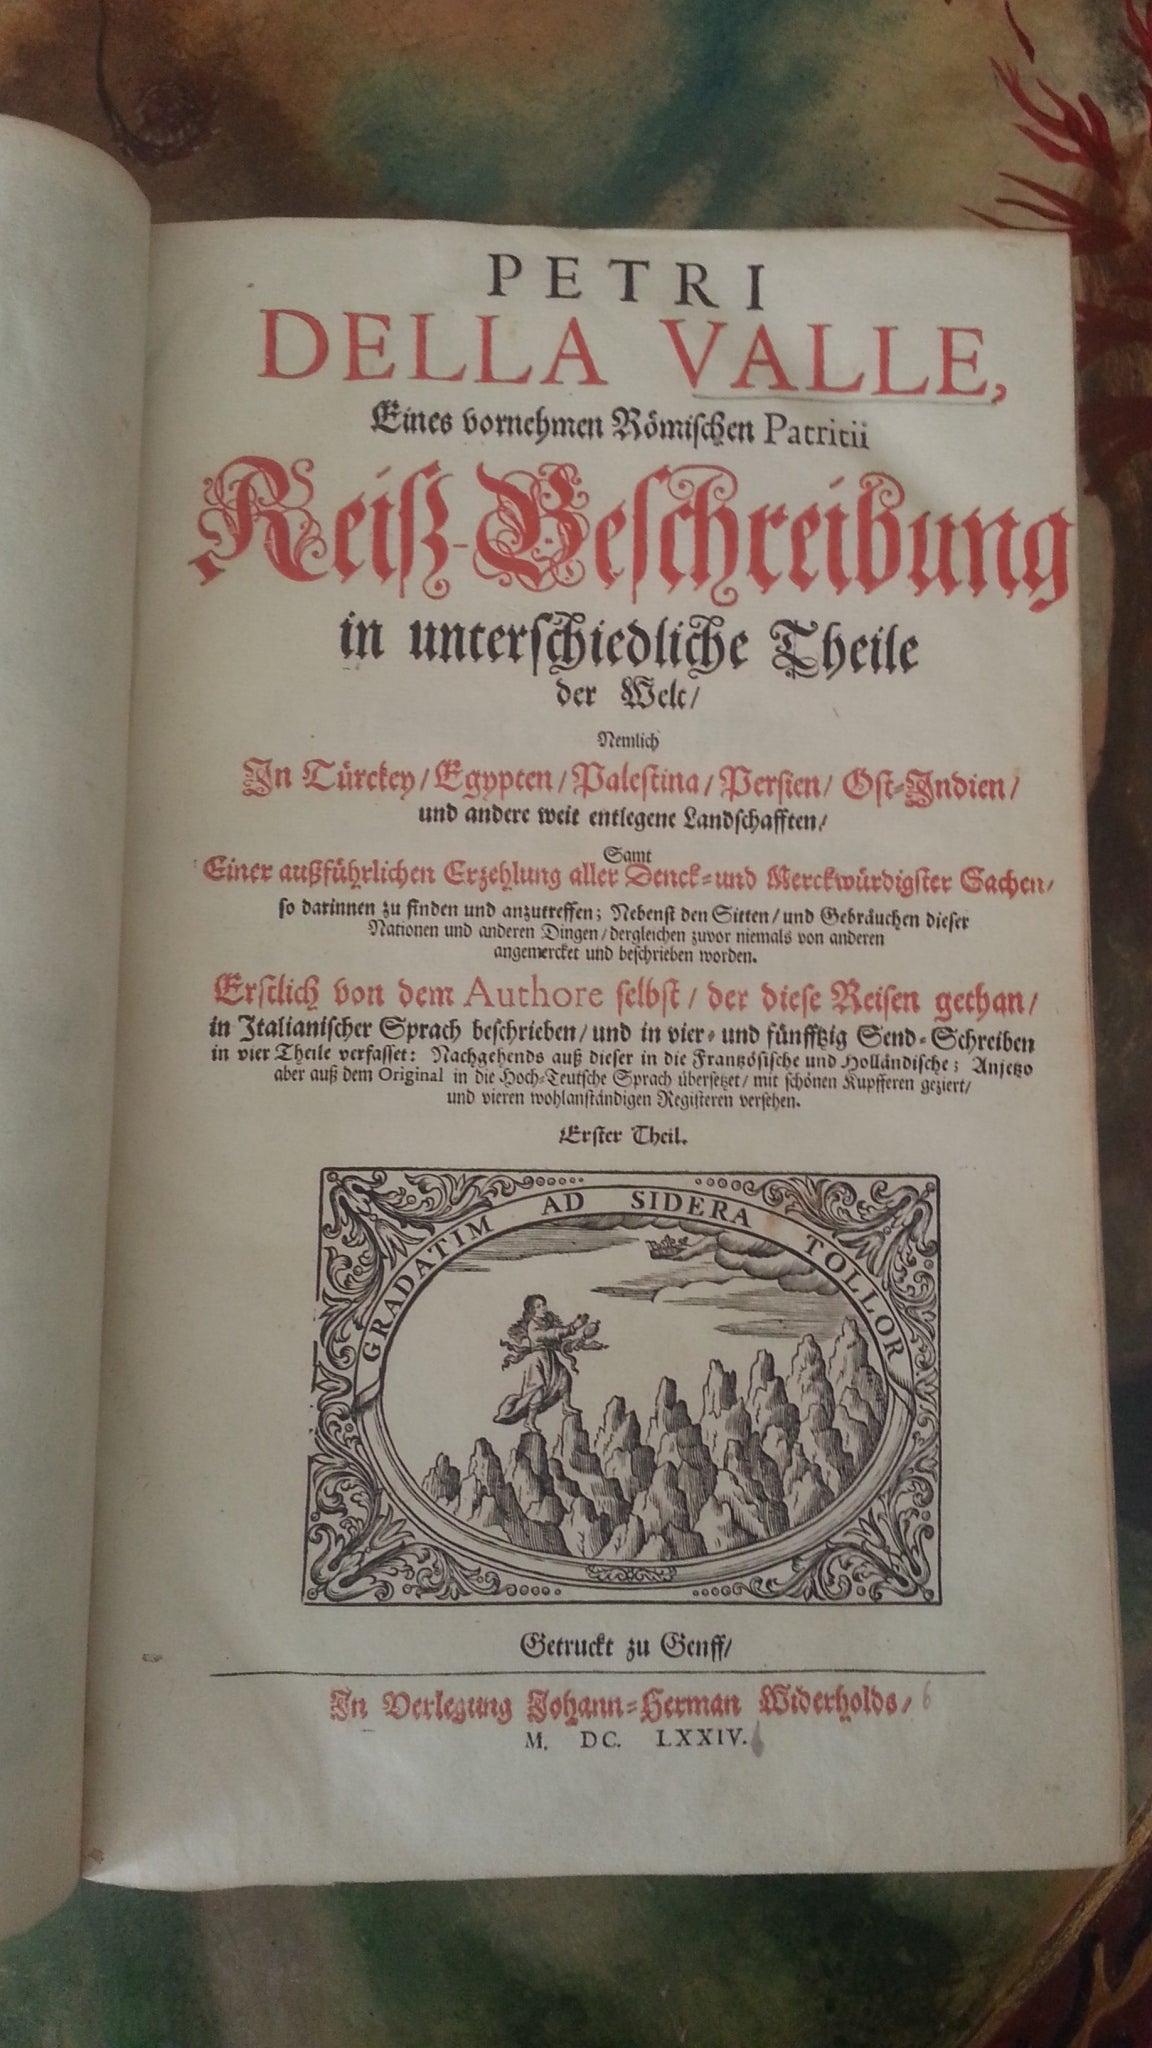 PETRI
DELLA VALLE,
Eines vornehmen Römischen Patritii
Reiß-Beschreibung
in unterschiedliche Theile
der Welt/
Nemlich
In Türckey/ Egypten/ Palestina/ Persien/ Ost-Indien/
und andere weit entlegene Landschafften/
Samt
Einer außführlichen Erzehlung aller Denck- und Merckwürdigster Sachen/
so darinnen zu finden und anzutreffen; Nebenst den Sitten/ und Gebräuchen dieser
Nationen und anderen Dingen/ dergleichen zuvor niemals von anderen
angemercket und beschrieben worden.
Erstlich von dem Authore selbst/ der diese Reisen gethan/
in Italianischer Sprach beschrieben/ und in vier- und fünfftzig Send-Schreiben
in vier Theile verfasset: Nachgehends auß dieser in die Frantzösische und Holländische; Anjetzo
aber auß dem Original in die Hoch-Teutsche Sprach übersetzet/ mit schönen Kupfferen geziert/
und vieren wohlanständigen Registeren versehen.
Erster Theil.
GRADATIM AD SIDERA TOLLOR
Getruckt zu Genff/
In Verlegung Johann-Herman Widerholds/
M. DC. LXXIV.